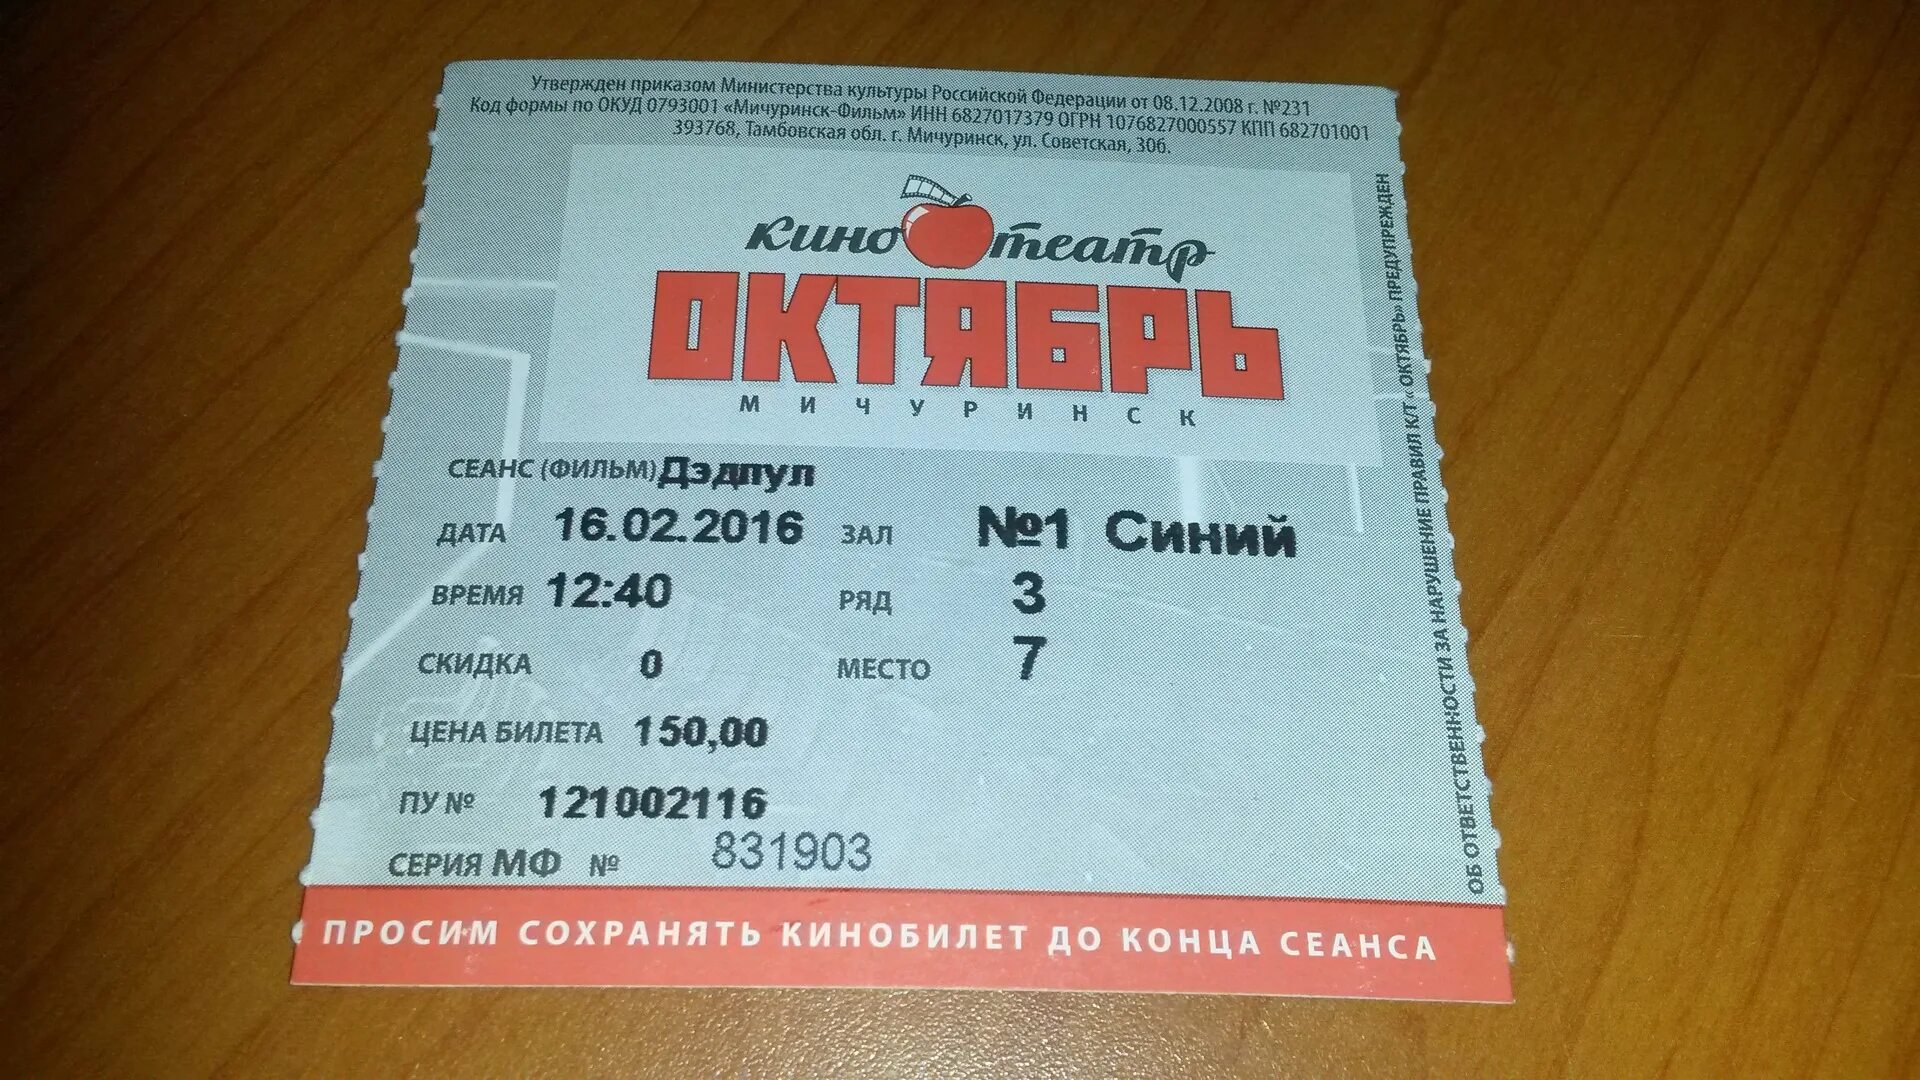 Утвержден приказом Министерства культуры Российской Федерации от 08.12.2008 г. №231
Код формы по ОКУД 0793001 «Мичуринск-Фильм» ИНН 6827017379 ОГРН 1076827000557 КПП 682701001
393768, Тамбовская обл. г. Мичуринск, ул. Советская, 306.
кинотеатр
ОКТЯБРЬ
МИЧУРИНСК
СЕАНС (ФИЛЬМ) Дэдпул
ДАТА 16.02.2016 ЗАЛ №1 Синий
ВРЕМЯ 12:40 РЯД 3
СКИДКА 0 МЕСТО 7
ЦЕНА БИЛЕТА 150,00
ПУ № 121002116
СЕРИЯ МФ № 831903
ПРОСИМ СОХРАНЯТЬ КИНОБИЛЕТ ДО КОНЦА СЕАНСА
ОБ ОТВЕТСТВЕННОСТИ ЗА НАРУШЕНИЕ ПРАВИЛ К/Т «ОКТЯБРЬ» ПРЕДУПРЕЖДЕН